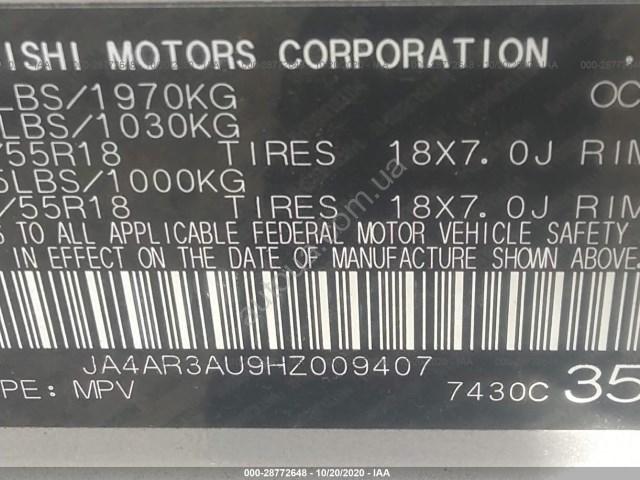 ISHI MOTORS CORPORATION
LBS/1970KG OC
LBS/1030KG
/55R18 TIRES 18X7.0J RIM
5LBS/1000KG
/55R18 TIRES 18X7.0J RIM
S TO ALL APPLICABLE FEDERAL MOTOR VEHICLE SAFETY
IN EFFECT ON THE DATE OF MANUFACTURE SHOWN ABOVE.
JA4AR3AU9HZ009407
PE: MPV 7430C 35
000-28772648 - 10/20/2020 - IAA